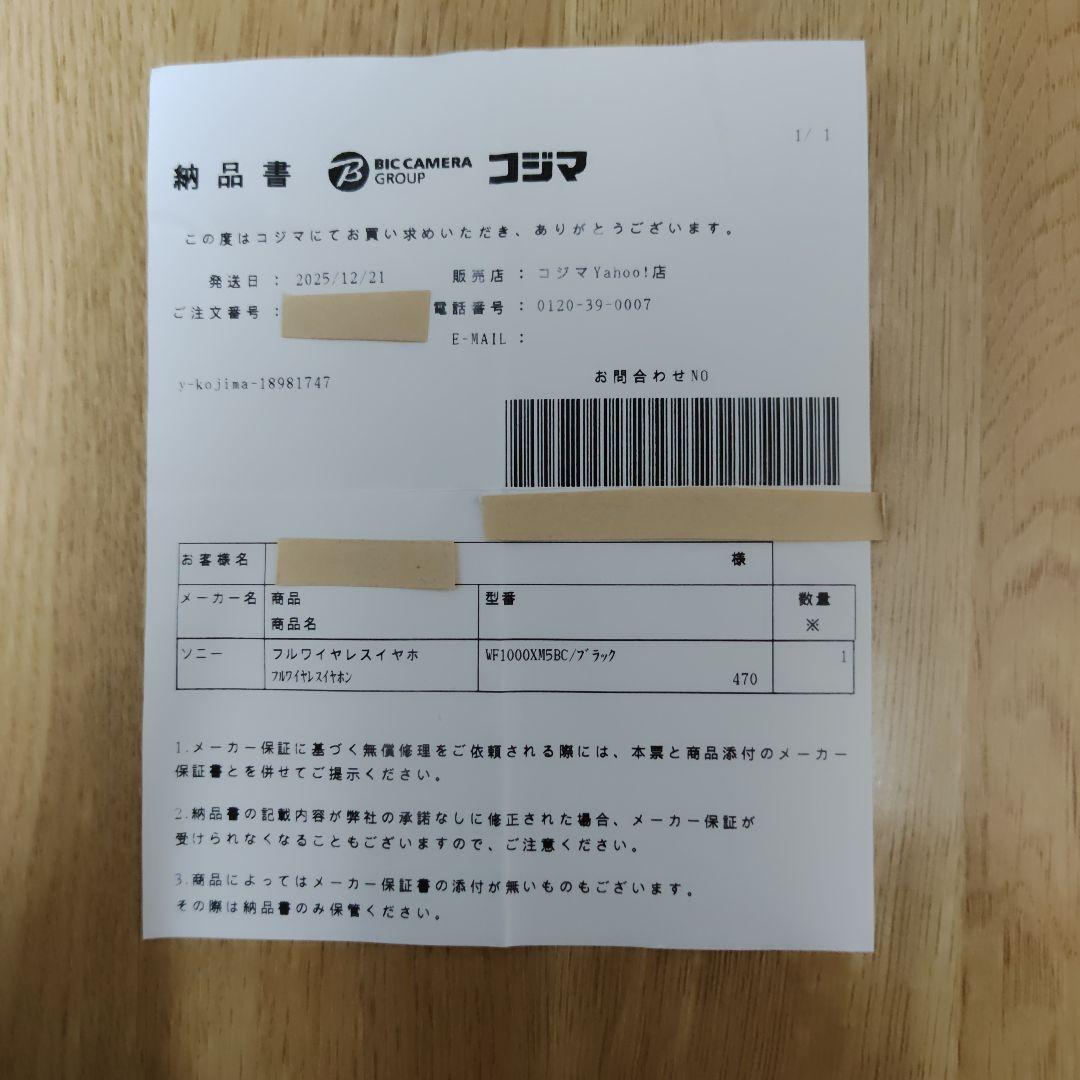 1/ 1
納品書 BIC CAMERA GROUP コジマ
この度はコジマにてお買い求めいただき、ありがとうございます。
発送日 : 2025/12/21 販売店 : コジマYahoo!店
ご注文番号 : 電話番号 : 0120-39-0007
E-MAIL :
y-kojima-18981747 お問合わせNO
お客様名 様
メーカー名 商品 型番 数量
商品名 ※
ソニー フルワイヤレスイヤホ WF1000XM5BC/ブラック 1
フルワイヤレスイヤホン 470
1.メーカー保証に基づく無償修理をご依頼される際には、本票と商品添付のメーカー
保証書とを併せてご提示ください。
2.納品書の記載内容が弊社の承諾なしに修正された場合、メーカー保証が
受けられなくなることもございますので、ご注意ください。
3.商品によってはメーカー保証書の添付が無いものもございます。
その際は納品書のみ保管ください。